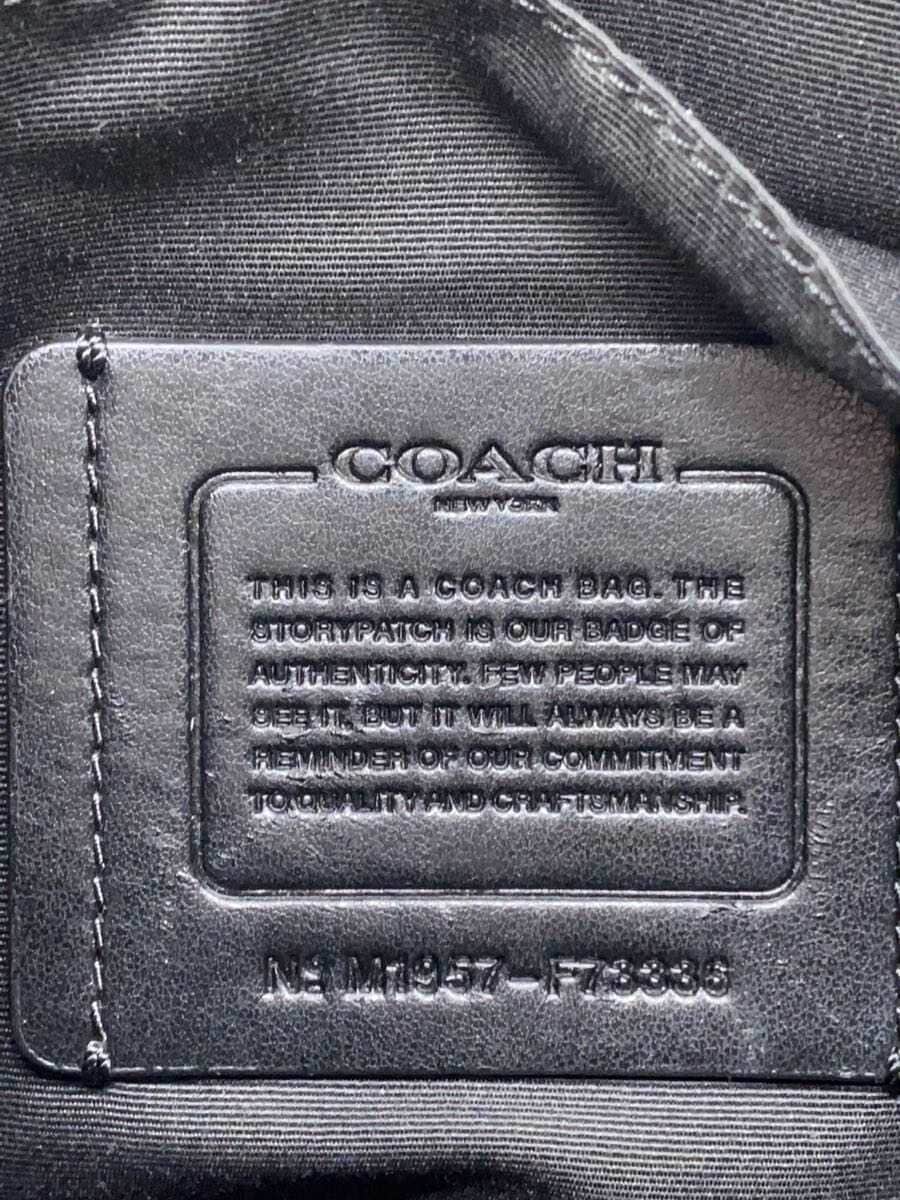 COACH
NEW YORK
THIS IS A COACH BAG. THE
STORYPATCH IS OUR BADGE OF
AUTHENTICITY. FEW PEOPLE MAY
SEE IT, BUT IT WILL ALWAYS BE A
REMINDER OF OUR COMMITMENT
TO QUALITY AND CRAFTSMANSHIP.
Nº M1957-F73336